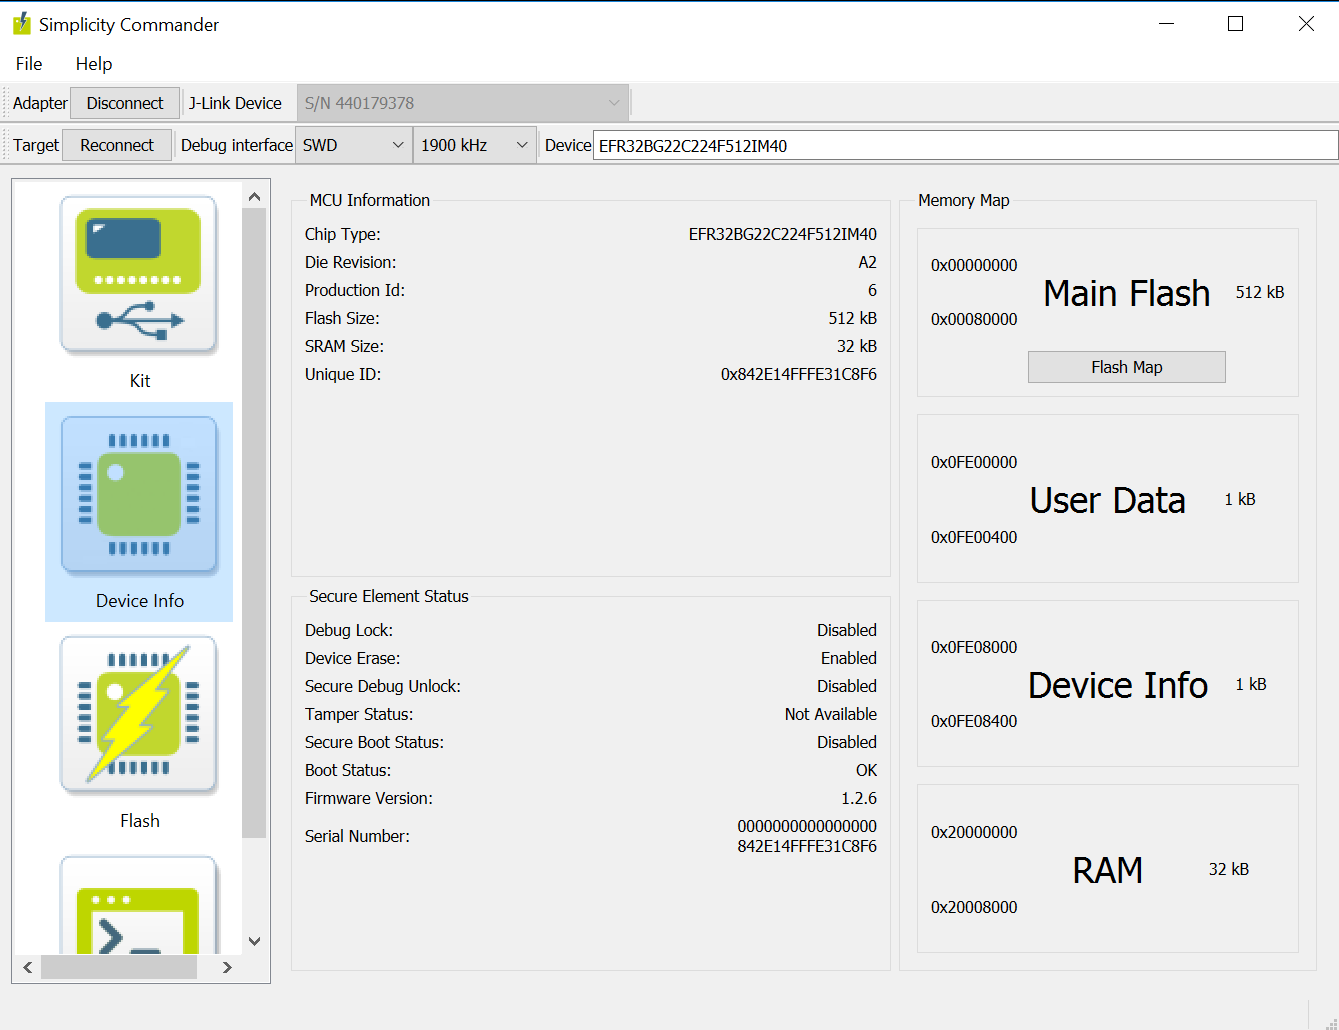 Simplicity Commander
File Help
Adapter Disconnect J-Link Device S/N 440179378
Target Reconnect Debug interface SWD 1900 kHz Device EFR32BG22C224F512IM40
Kit
Device Info
Flash
MCU Information
Chip Type: EFR32BG22C224F512IM40
Die Revision: A2
Production Id: 6
Flash Size: 512 kB
SRAM Size: 32 kB
Unique ID: 0x842E14FFFE31C8F6
Secure Element Status
Debug Lock: Disabled
Device Erase: Enabled
Secure Debug Unlock: Disabled
Tamper Status: Not Available
Secure Boot Status: Disabled
Boot Status: OK
Firmware Version: 1.2.6
Serial Number: 0000000000000000
842E14FFFE31C8F6
Memory Map
0x00000000
Main Flash 512 kB
0x00080000
Flash Map
0x0FE00000
User Data 1 kB
0x0FE00400
0x0FE08000
Device Info 1 kB
0x0FE08400
0x20000000
RAM 32 kB
0x20008000